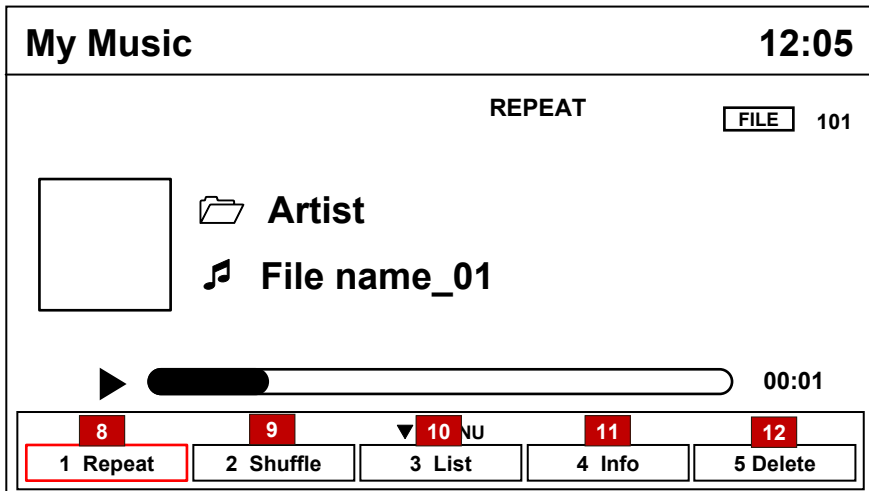 My Music 12:05
REPEAT FILE 101
Artist
File name_01
00:01
8 9 10 NU 11 12
1 Repeat 2 Shuffle 3 List 4 Info 5 Delete